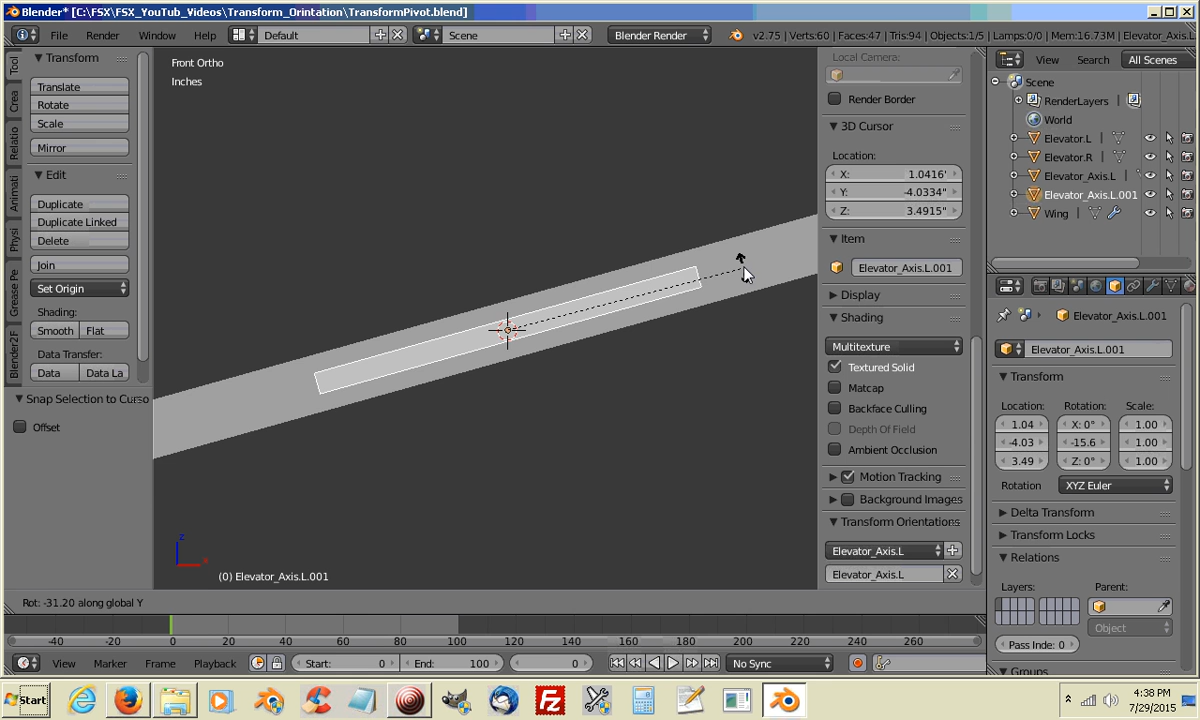 Blender* [C:\FSX\FSX_YouTub_Videos\Transform_Orintation\TransformPivot.blend]
File Render Window Help Default Scene Blender Render v2.75 | Verts:60 | Faces:47 | Tris:94 | Objects:1/5 | Lamps:0/0 | Mem:16.73M | Elevator_Axis.L
Tool
Crea
Relatio
Animati
Physi
Grease Pe
Blender2F
Transform
Translate
Rotate
Scale
Mirror
Edit
Duplicate
Duplicate Linked
Delete
Join
Set Origin
Shading:
Smooth Flat
Data Transfer:
Data Data La
Snap Selection to Curso
Offset
Front Ortho
Inches
z
x
(0) Elevator_Axis.L.001
Local Camera:
Render Border
3D Cursor
Location:
X: 1.0416"
Y: -4.0334"
Z: 3.4915"
Item
Elevator_Axis.L.001
Display
Shading
Multitexture
Textured Solid
Matcap
Backface Culling
Depth Of Field
Ambient Occlusion
Motion Tracking
Background Images
Transform Orientations
Elevator_Axis.L
Elevator_Axis.L
View Search All Scenes
Scene
RenderLayers
World
Elevator.L
Elevator.R
Elevator_Axis.L
Elevator_Axis.L.001
Wing
Elevator_Axis.L.001
Elevator_Axis.L.001
Transform
Location: Rotation: Scale:
1.04 X: 0° 1.00
-4.03 -15.6 1.00
3.49 Z: 0° 1.00
Rotation XYZ Euler
Delta Transform
Transform Locks
Relations
Layers: Parent:
Object
Pass Inde: 0
Groups
Rot: -31.20 along global Y
-40 -20 0 20 40 60 80 100 120 140 160 180 200 220 240 260
View Marker Frame Playback Start: 0 End: 100 0 No Sync
Start
4:38 PM
7/29/2015